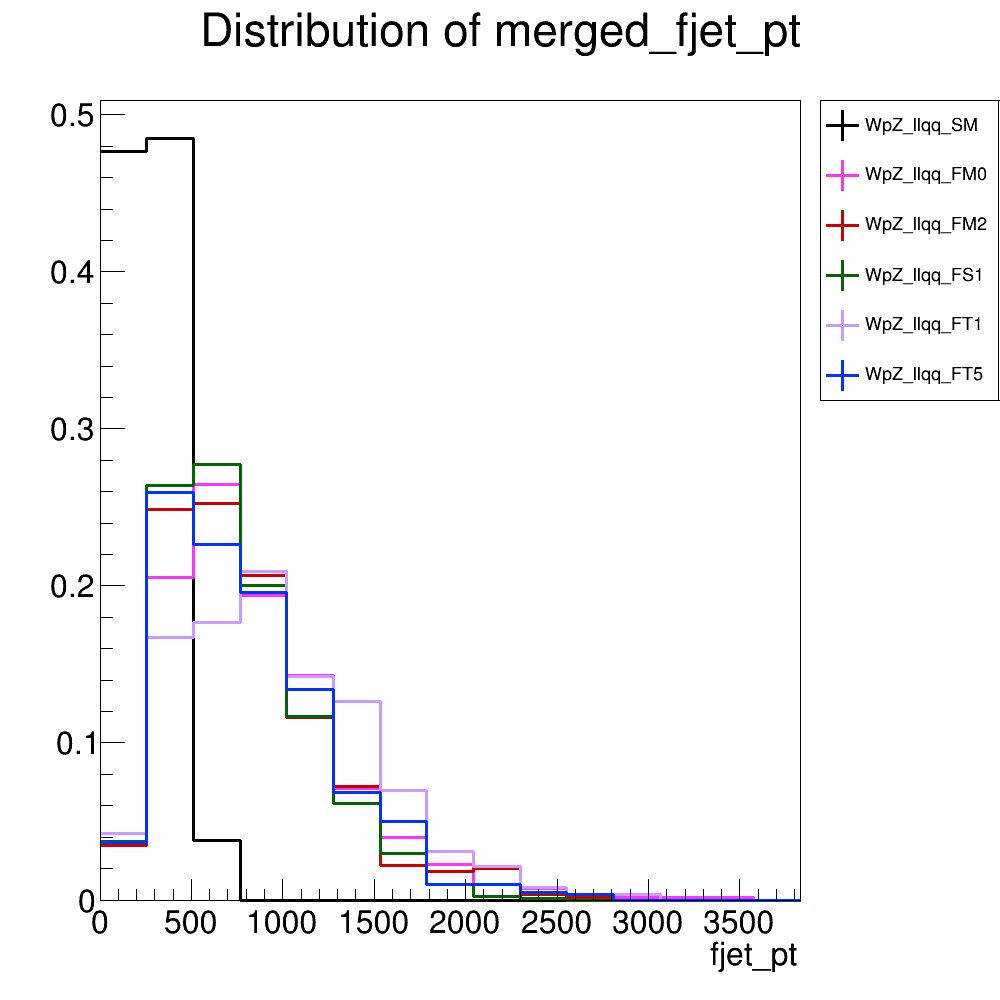 Distribution of merged_fjet_pt
0.5
0.4
0.3
0.2
0.1
0
0 500 1000 1500 2000 2500 3000 3500
fjet_pt
WpZ_llqq_SM
WpZ_llqq_FM0
WpZ_llqq_FM2
WpZ_llqq_FS1
WpZ_llqq_FT1
WpZ_llqq_FT5